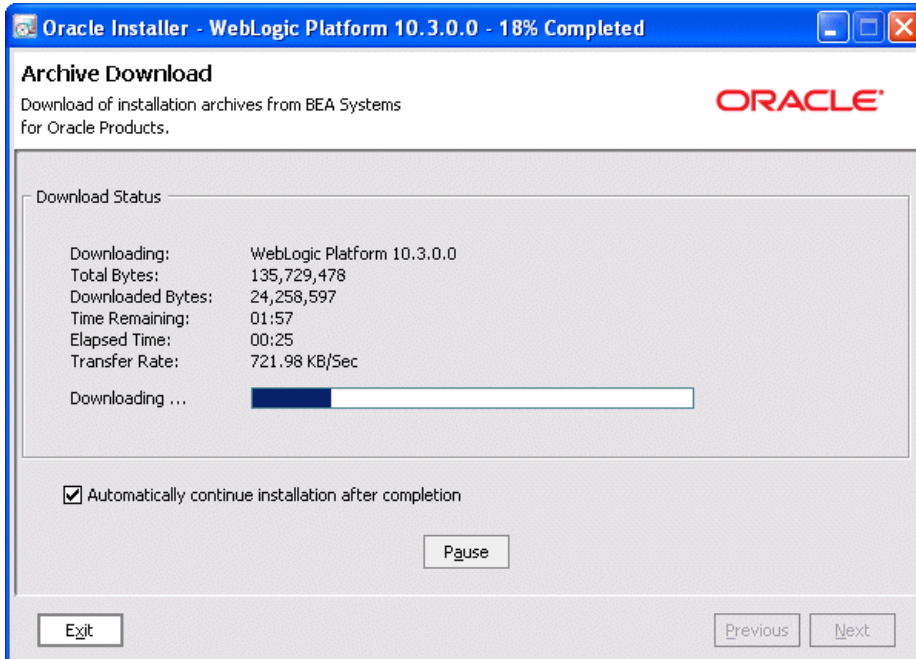 Oracle Installer - WebLogic Platform 10.3.0.0 - 18% Completed
Archive Download
Download of installation archives from BEA Systems
for Oracle Products.
ORACLE
Download Status
Downloading: WebLogic Platform 10.3.0.0
Total Bytes: 135,729,478
Downloaded Bytes: 24,258,597
Time Remaining: 01:57
Elapsed Time: 00:25
Transfer Rate: 721.98 KB/Sec
Downloading ...
Automatically continue installation after completion
Pause
Exit Previous Next